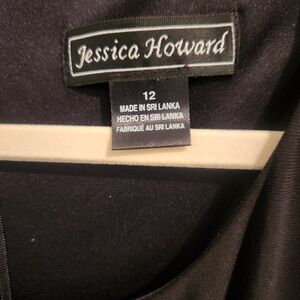 Jessica Howard
12
MADE IN SRI LANKA
HECHO EN SRI LANKA
FABRIQUÉ AU SRI LANKA